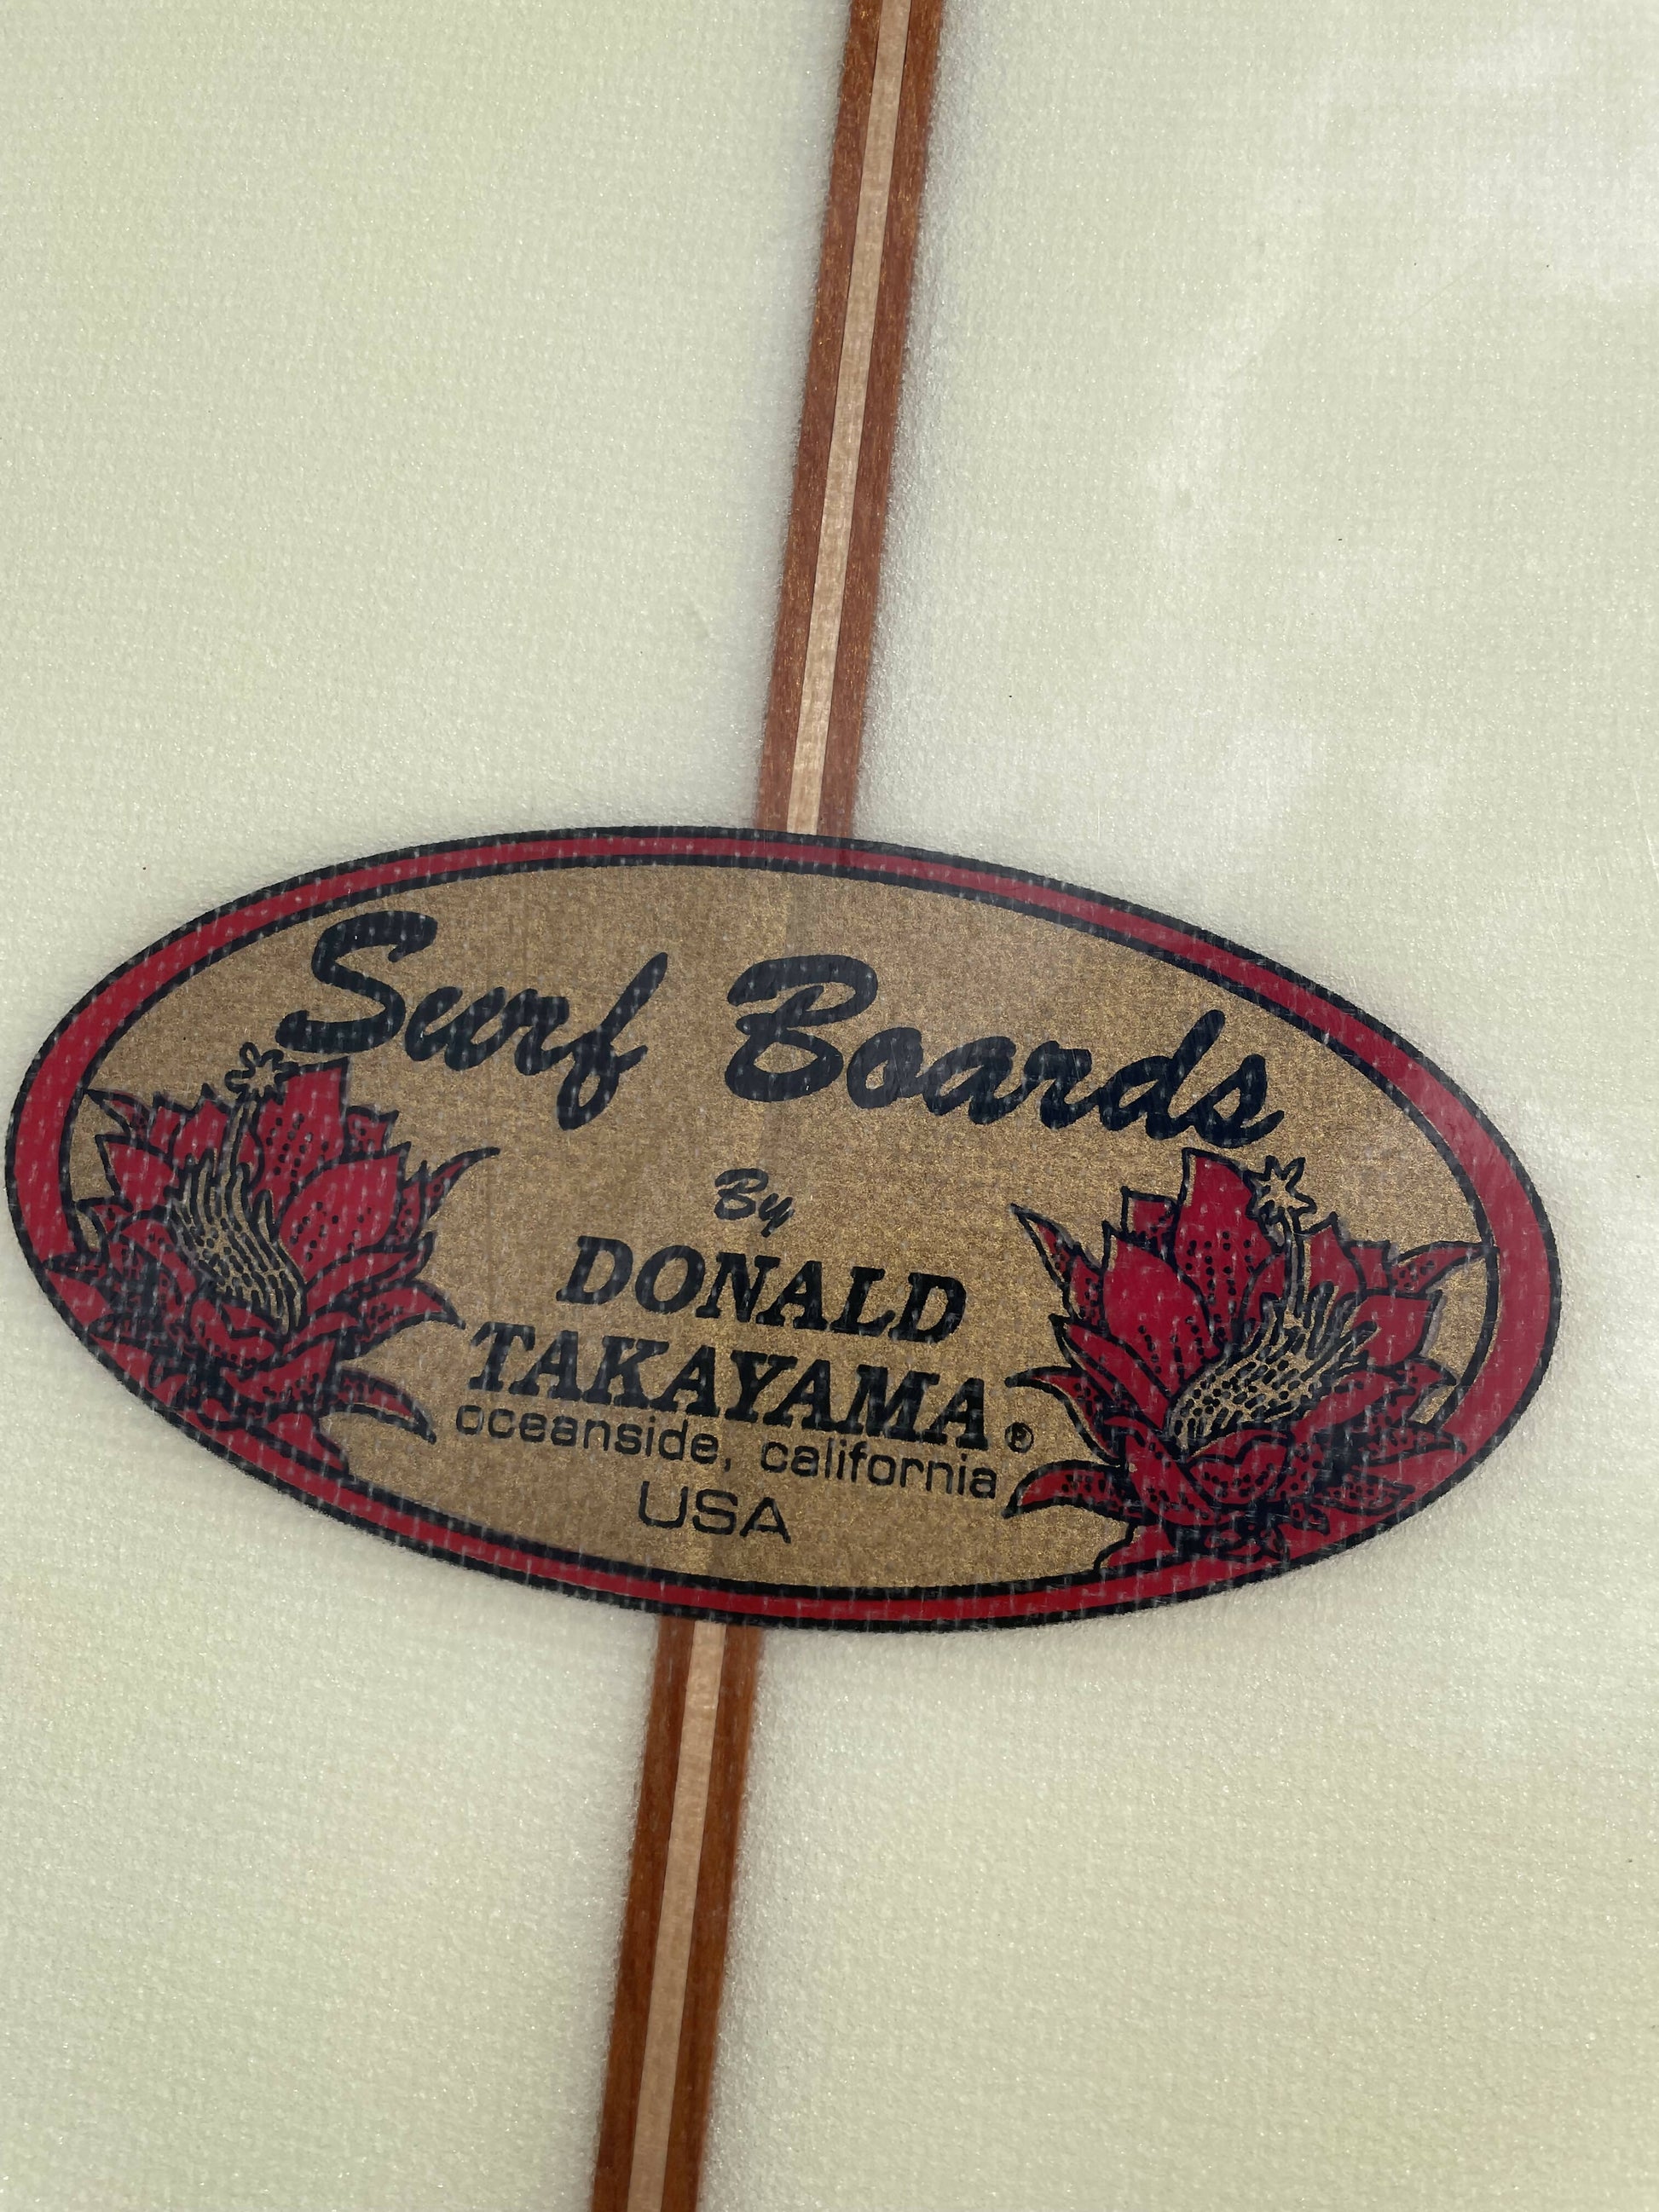 Surf Boards
By
DONALD
TAKAYAMA®
oceanside, california
USA